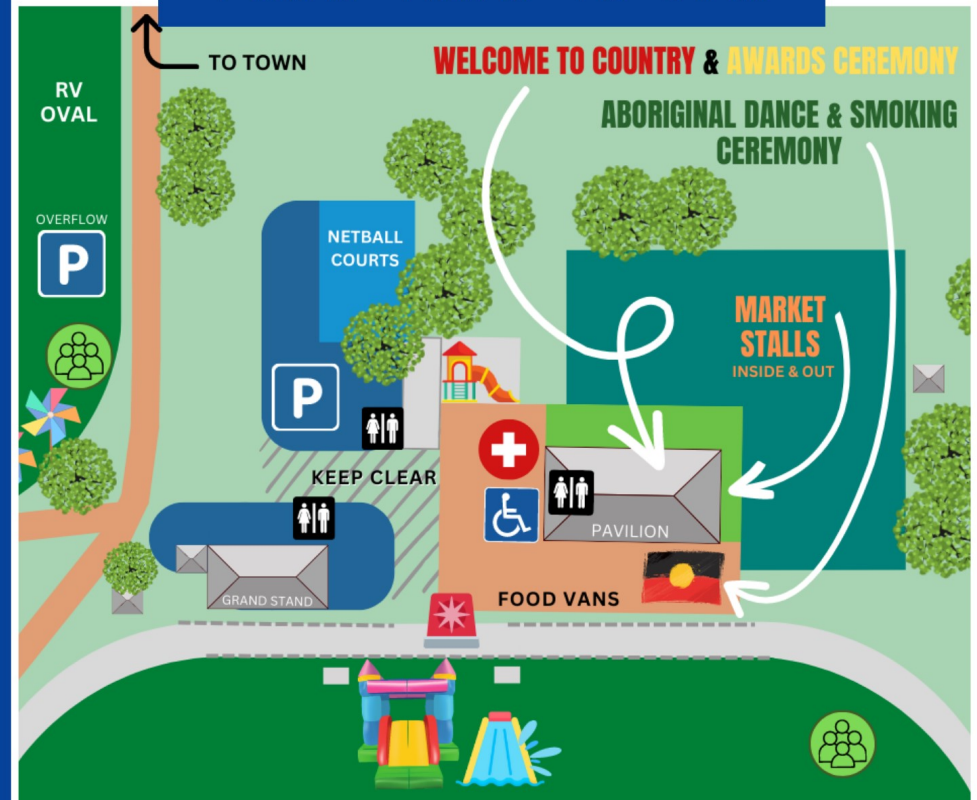 TO TOWN
WELCOME TO COUNTRY & AWARDS CEREMONY
ABORIGINAL DANCE & SMOKING
CEREMONY
RV
OVAL
OVERFLOW
P
NETBALL
COURTS
MARKET
STALLS
INSIDE & OUT
P
KEEP CLEAR
PAVILION
GRAND STAND
FOOD VANS